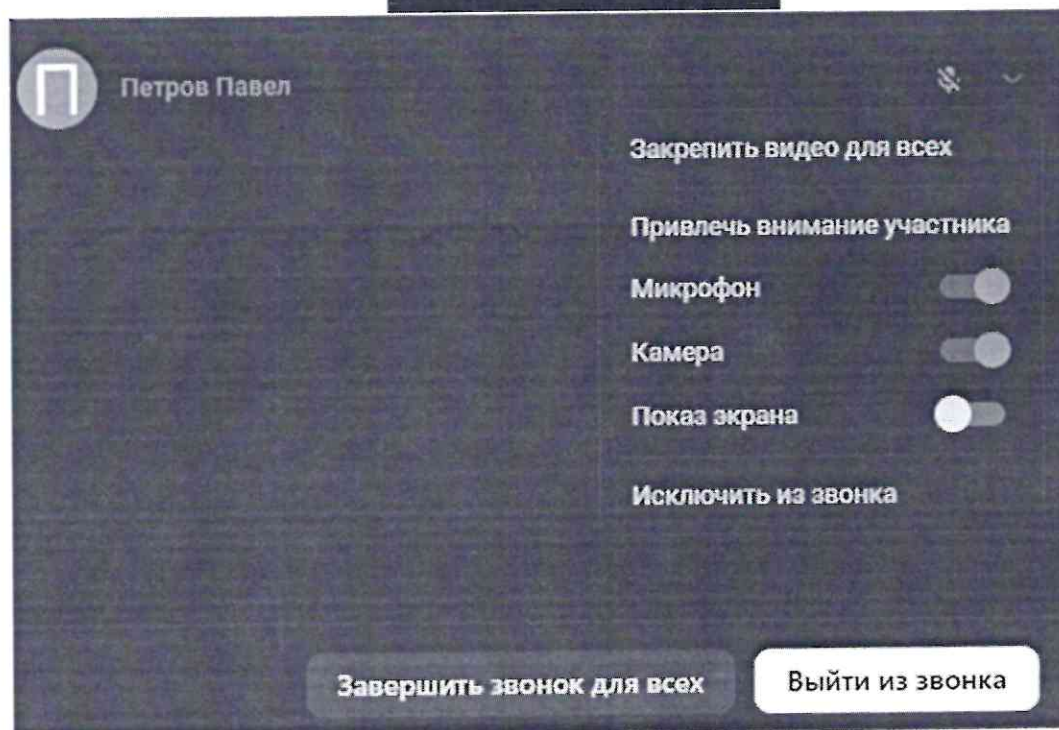 П
Петров Павел
Закрепить видео для всех
Привлечь внимание участника
Микрофон
Камера
Показ экрана
Исключить из звонка
Завершить звонок для всех
Выйти из звонка